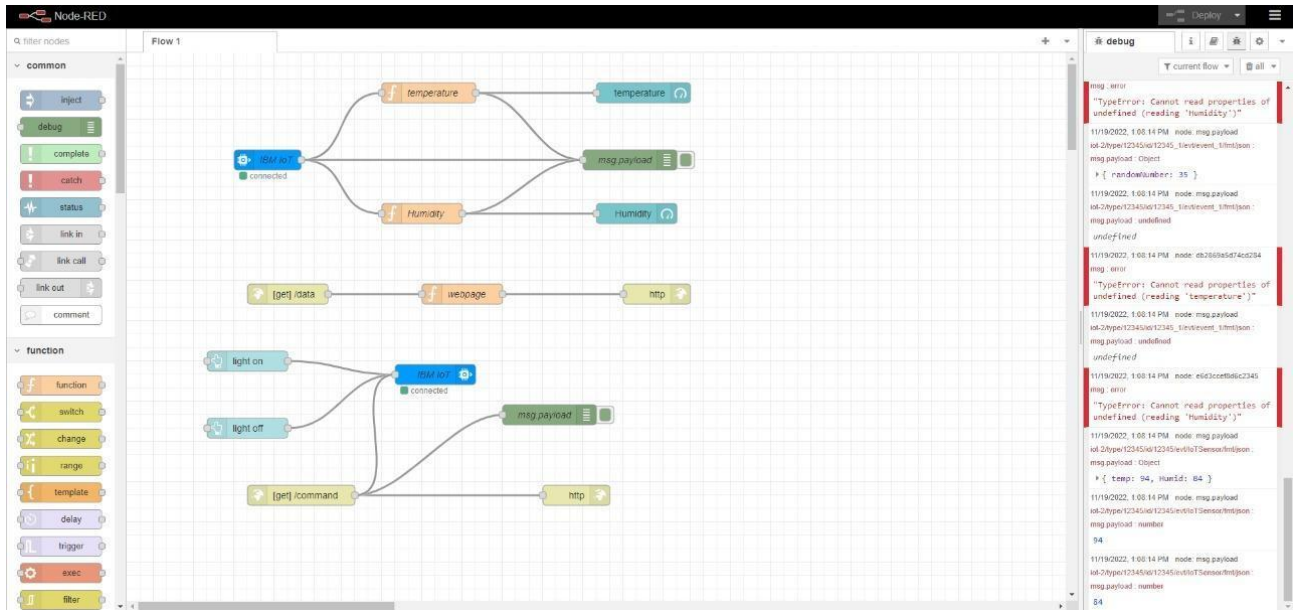 Node-RED
Deploy
filter nodes
Flow 1
debug
common
inject
debug
complete
catch
status
link in
link call
link out
comment
function
function
switch
change
range
template
delay
trigger
exec
filter
temperature
temperature
IBM IoT
connected
msg.payload
Humidity
Humidity
[get] /data
webpage
http
light on
IBM IoT
connected
light off
msg.payload
[get] /command
http
current flow
all
msg : error
"TypeError: Cannot read properties of
undefined (reading 'Humidity')"
11/19/2022, 1:08:14 PM node: msg.payload
iot-2/type/12345/id/12345_1/evt/event_1/fmt/json :
msg.payload : Object
{ randomNumber: 35 }
11/19/2022, 1:08:14 PM node: msg.payload
iot-2/type/12345/id/12345_1/evt/event_1/fmt/json :
msg.payload : undefined
undefined
11/19/2022, 1:08:14 PM node:
msg : error
"TypeError: Cannot read properties of
undefined (reading 'temperature')"
11/19/2022, 1:08:14 PM node: msg.payload
iot-2/type/12345/id/12345_1/evt/event_1/fmt/json :
msg.payload : undefined
undefined
11/19/2022, 1:08:14 PM node:
msg : error
"TypeError: Cannot read properties of
undefined (reading 'Humidity')"
11/19/2022, 1:08:14 PM node: msg.payload
iot-2/type/12345/id/12345/evt/IoTSensor/fmt/json :
msg.payload : Object
{ temp: 94, Humid: 84 }
11/19/2022, 1:08:14 PM node: msg.payload
iot-2/type/12345/id/12345/evt/IoTSensor/fmt/json :
msg.payload : number
94
11/19/2022, 1:08:14 PM node: msg.payload
iot-2/type/12345/id/12345/evt/IoTSensor/fmt/json :
msg.payload : number
84